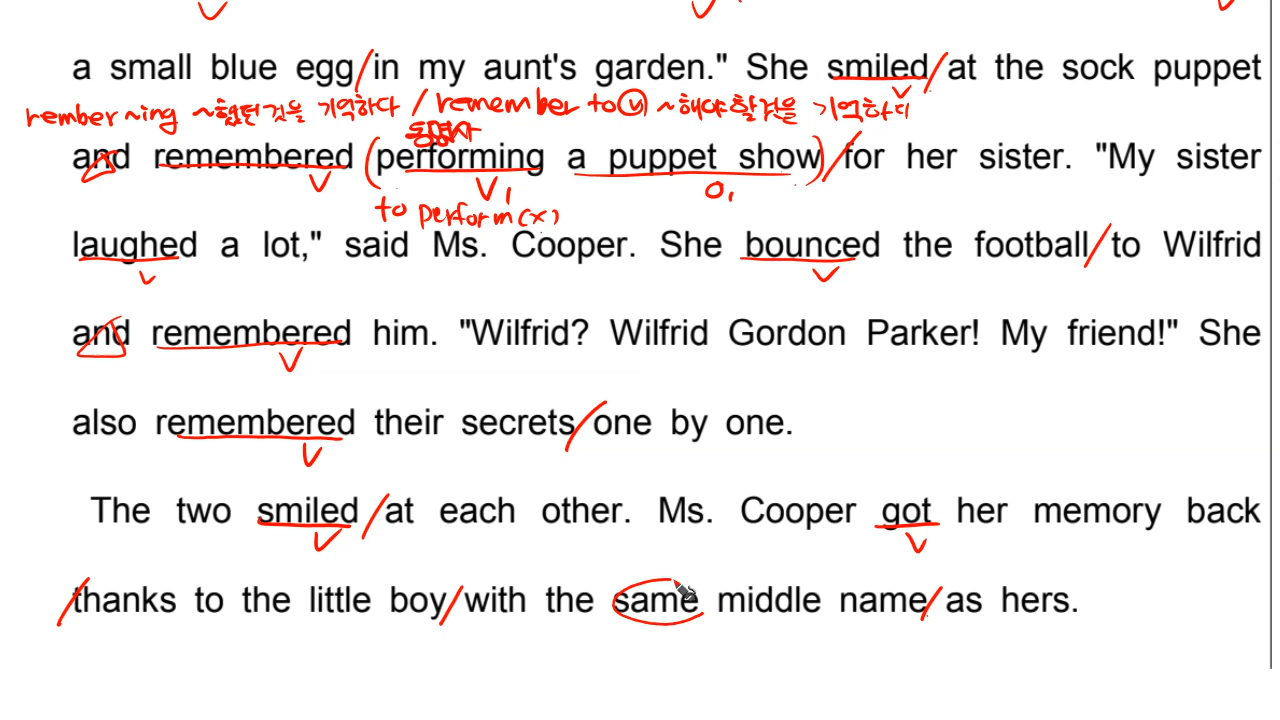 a small blue egg/in my aunt's garden." She smiled/at the sock puppet
V
rember ~ing ~했던것을 기억하다 / remember to ⓥ ~해야할것을 기억하다
동명사
and remembered (performing a puppet show)/for her sister. "My sister
V V₁ O₁
to perform(x)
laughed a lot," said Ms. Cooper. She bounced the football/to Wilfrid
V V
and remembered him. "Wilfrid? Wilfrid Gordon Parker! My friend!" She
V
also remembered their secrets/one by one.
V
The two smiled/at each other. Ms. Cooper got her memory back
V V
/thanks to the little boy/with the same middle name/as hers.